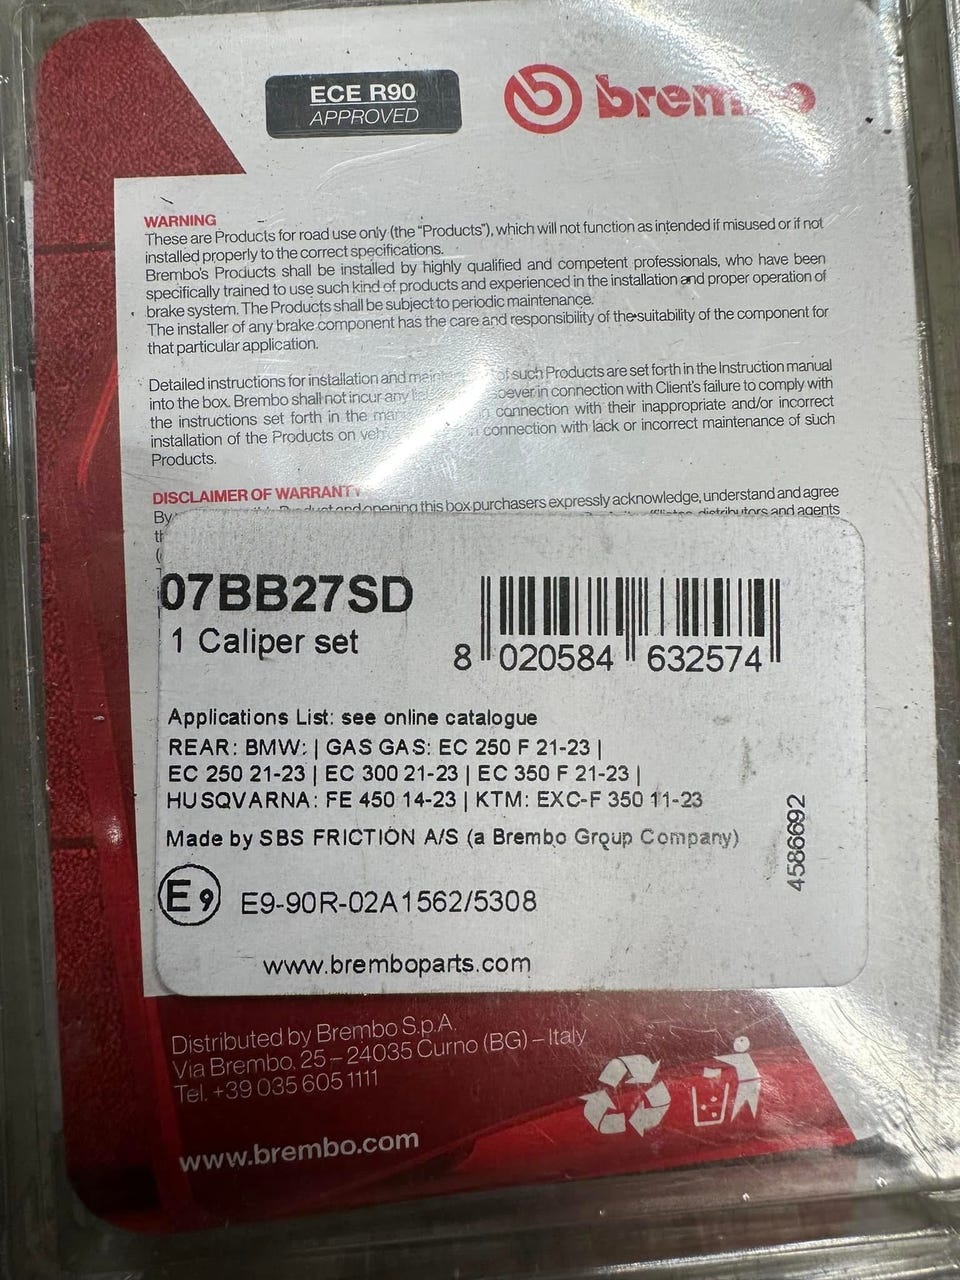 ECE R90
APPROVED
brembo
WARNING
These are Products for road use only (the “Products”), which will not function as intended if misused or if not
installed properly to the correct specifications.
Brembo's Products shall be installed by highly qualified and competent professionals, who have been
specifically trained to use such kind of products and experienced in the installation and proper operation of
brake system. The Products shall be subject to periodic maintenance.
The installer of any brake component has the care and responsibility of the suitability of the component for
that particular application.
Detailed instructions for installation and of such Products are set forth in the Instruction manual
into the box. Brembo shall not incur any in connection with Client's failure to comply with
the instructions set forth in the connection with their inappropriate and/or incorrect
installation of the Products on connection with lack or incorrect maintenance of such
Products.
DISCLAIMER OF WARRANTY
By and opening this box purchasers expressly acknowledge, understand and agree
distributors and agents
07BB27SD
1 Caliper set
8 020584 632574
Applications List: see online catalogue
REAR: BMW: | GAS GAS: EC 250 F 21-23 |
EC 250 21-23 | EC 300 21-23 | EC 350 F 21-23 |
HUSQVARNA: FE 450 14-23 | KTM: EXC-F 350 11-23
Made by SBS FRICTION A/S (a Brembo Group Company)
4586692
E9 E9-90R-02A1562/5308
www.bremboparts.com
Distributed by Brembo S.p.A.
Via Brembo, 25 – 24035 Curno (BG) – Italy
Tel. +39 035 605 1111
www.brembo.com